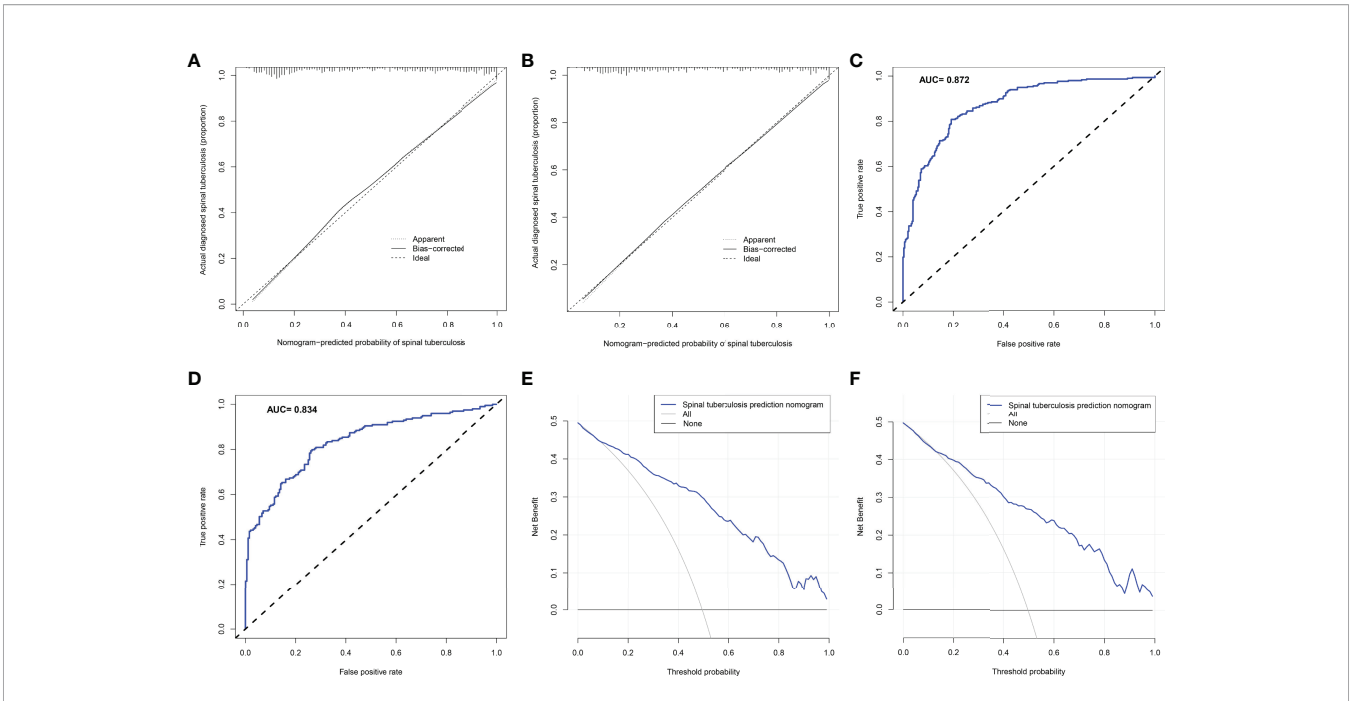 A
Actual diagnosed spinal tuberculosis (proportion)
1.0
0.8
0.6
0.4
0.2
0.0
Apparent
Bias−corrected
Ideal
0.0 0.2 0.4 0.6 0.8 1.0
Nomogram−predicted probability of spinal tuberculosis
B
Actual diagnosed spinal tuberculosis (proportion)
1.0
0.8
0.6
0.4
0.2
Apparent
Bias−corrected
Ideal
0.2 0.4 0.6 0.8 1.0
Nomogram−predicted probability o spinal tuberculosis
C
AUC= 0.872
True positive rate
1.0
0.8
0.6
0.4
0.2
0.0
0.0 0.2 0.4 0.6 0.8 1.0
False positive rate
D
AUC= 0.834
True positive rate
1.0
0.8
0.6
0.4
0.2
0.0
0.0 0.2 0.4 0.6 0.8 1.0
False positive rate
E
Spinal tuberculosis prediction nomogram
All
None
Net Benefit
0.5
0.4
0.3
0.2
0.1
0.0
0.0 0.2 0.4 0.6 0.8 1.0
Threshold probability
F
Spinal tuberculosis prediction nomogram
All
None
Net Benefit
0.5
0.4
0.3
0.2
0.1
0.0
0.0 0.2 0.4 0.6 0.8 1.0
Threshold probability